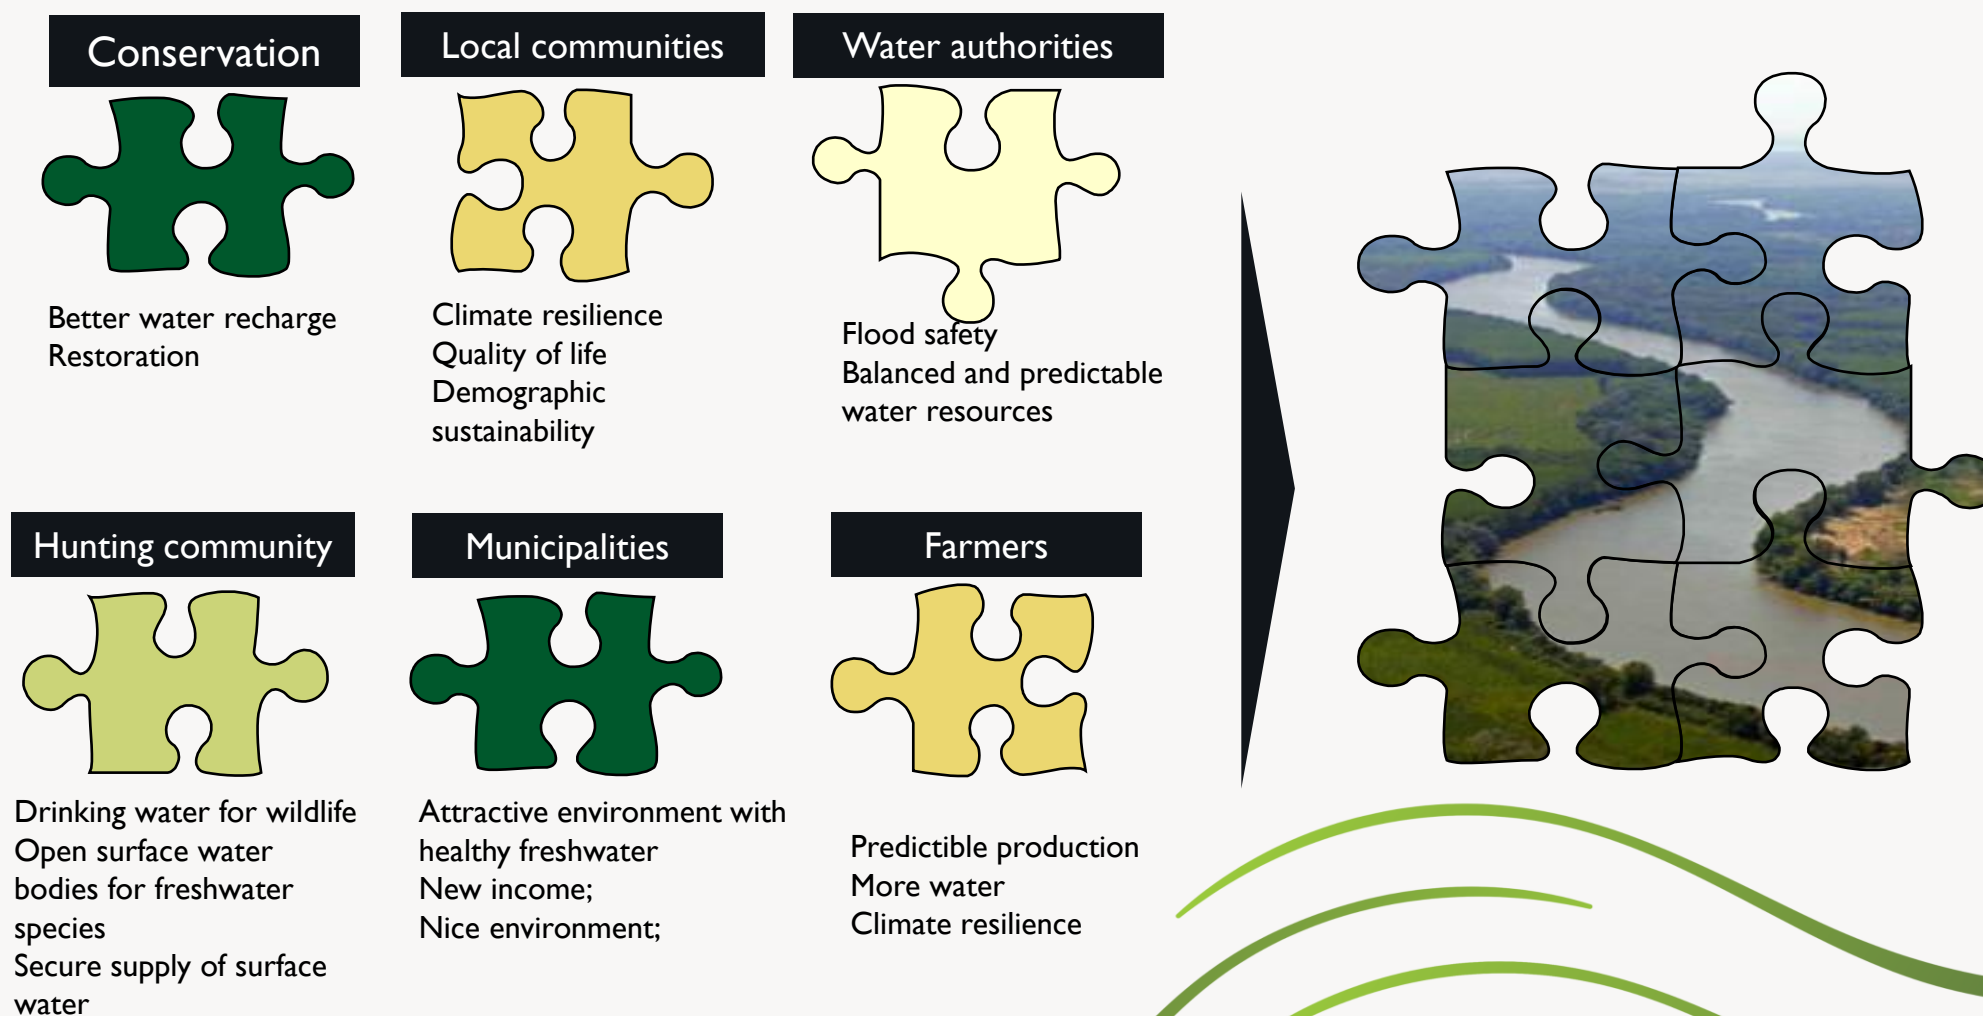 Conservation
Better water recharge
Restoration
Local communities
Climate resilience
Quality of life
Demographic
sustainability
Water authorities
Flood safety
Balanced and predictable
water resources
Hunting community
Drinking water for wildlife
Open surface water
bodies for freshwater
species
Secure supply of surface
water
Municipalities
Attractive environment with
healthy freshwater
New income;
Nice environment;
Farmers
Predictible production
More water
Climate resilience